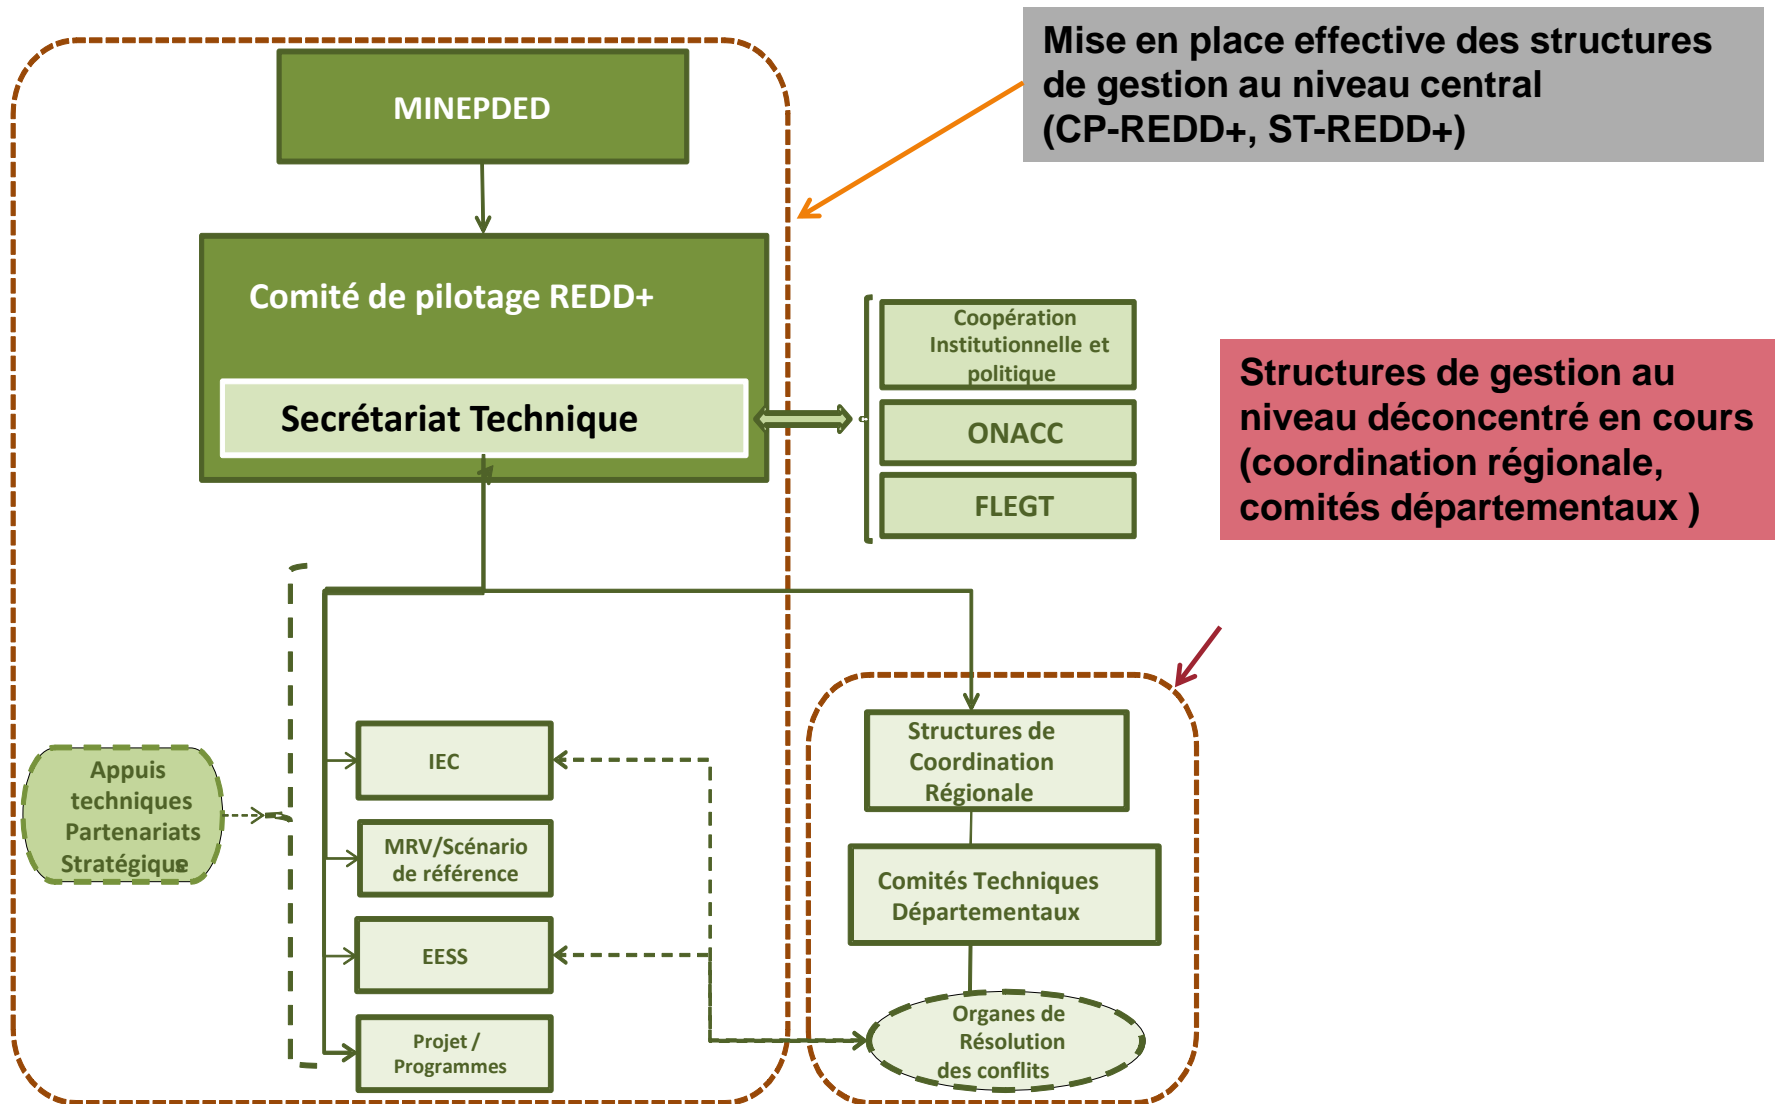 Mise en place effective des structures
de gestion au niveau central
(CP-REDD+, ST-REDD+)
MINEPDED
Comité de pilotage REDD+
Secrétariat Technique
Coopération
Institutionnelle et
politique
ONACC
FLEGT
Structures de gestion au
niveau déconcentré en cours
(coordination régionale,
comités départementaux )
Appuis
techniques
Partenariats
Stratégiques
IEC
MRV/Scénario
de référence
EESS
Projet /
Programmes
Structures de
Coordination
Régionale
Comités Techniques
Départementaux
Organes de
Résolution
des conflits